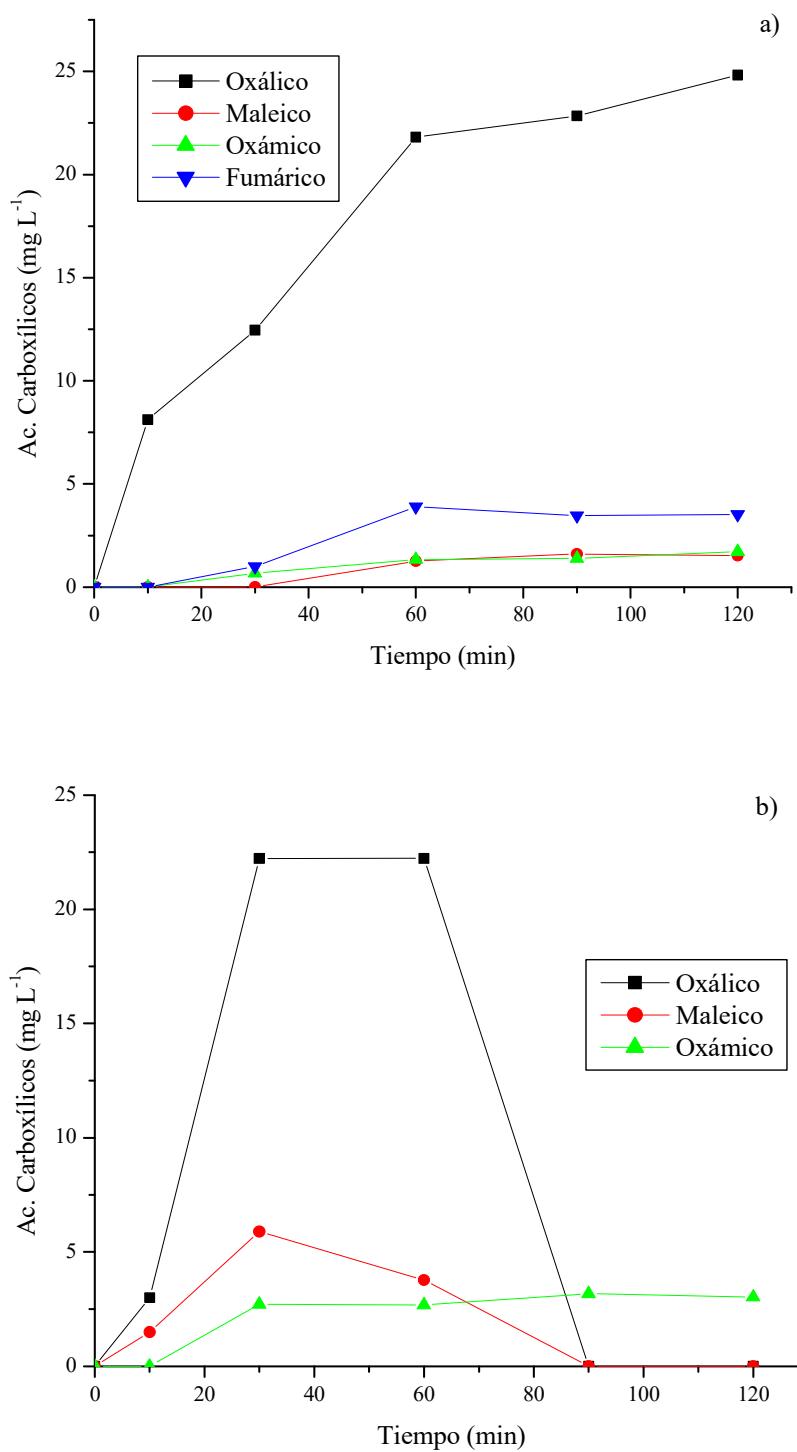 a)
Oxálico
Maleico
Oxámico
Fumárico
25
20
15
10
5
0
Ac. Carboxílicos (mg L⁻¹)
0 20 40 60 80 100 120
Tiempo (min)
b)
25
20
15
10
5
0
Oxálico
Maleico
Oxámico
Ac. Carboxílicos (mg L⁻¹)
0 20 40 60 80 100 120
Tiempo (min)